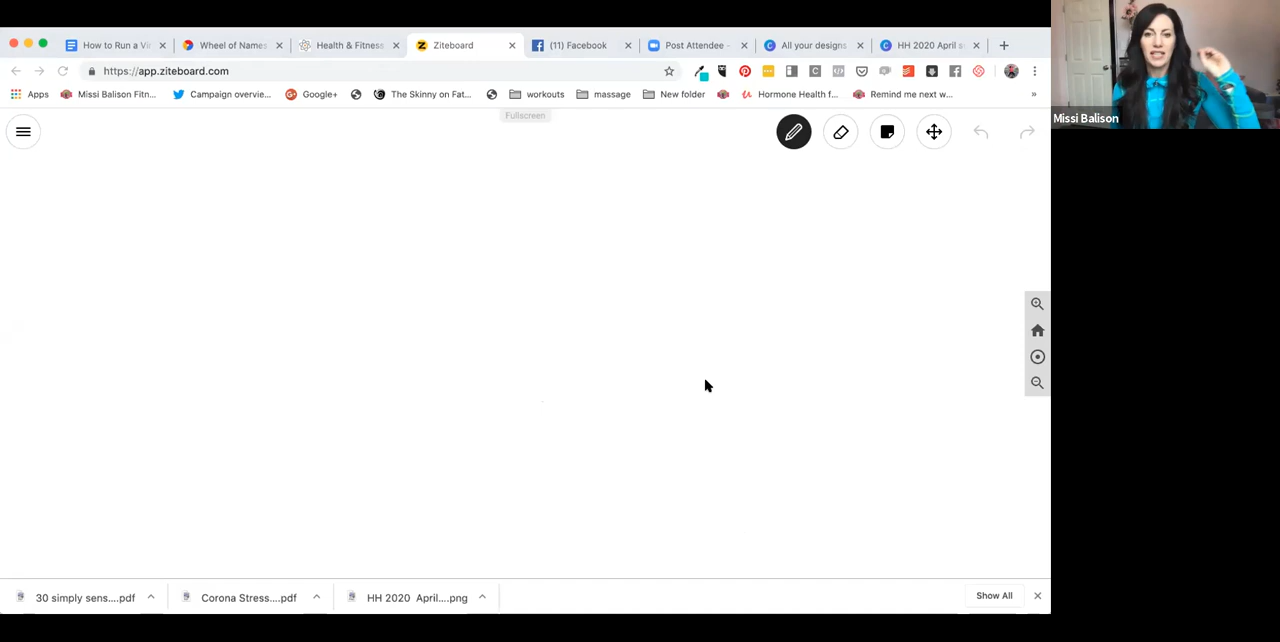 How to Run a Vir
Wheel of Names
Health & Fitness
Ziteboard
(11) Facebook
Post Attendee -
All your designs
HH 2020 April s
https://app.ziteboard.com
Apps
Missi Balison Fitn...
Campaign overvie...
Google+
The Skinny on Fat...
workouts
massage
New folder
Hormone Health f...
Remind me next w...
»
Fullscreen
Missi Balison
30 simply sens....pdf
Corona Stress....pdf
HH 2020 April....png
Show All